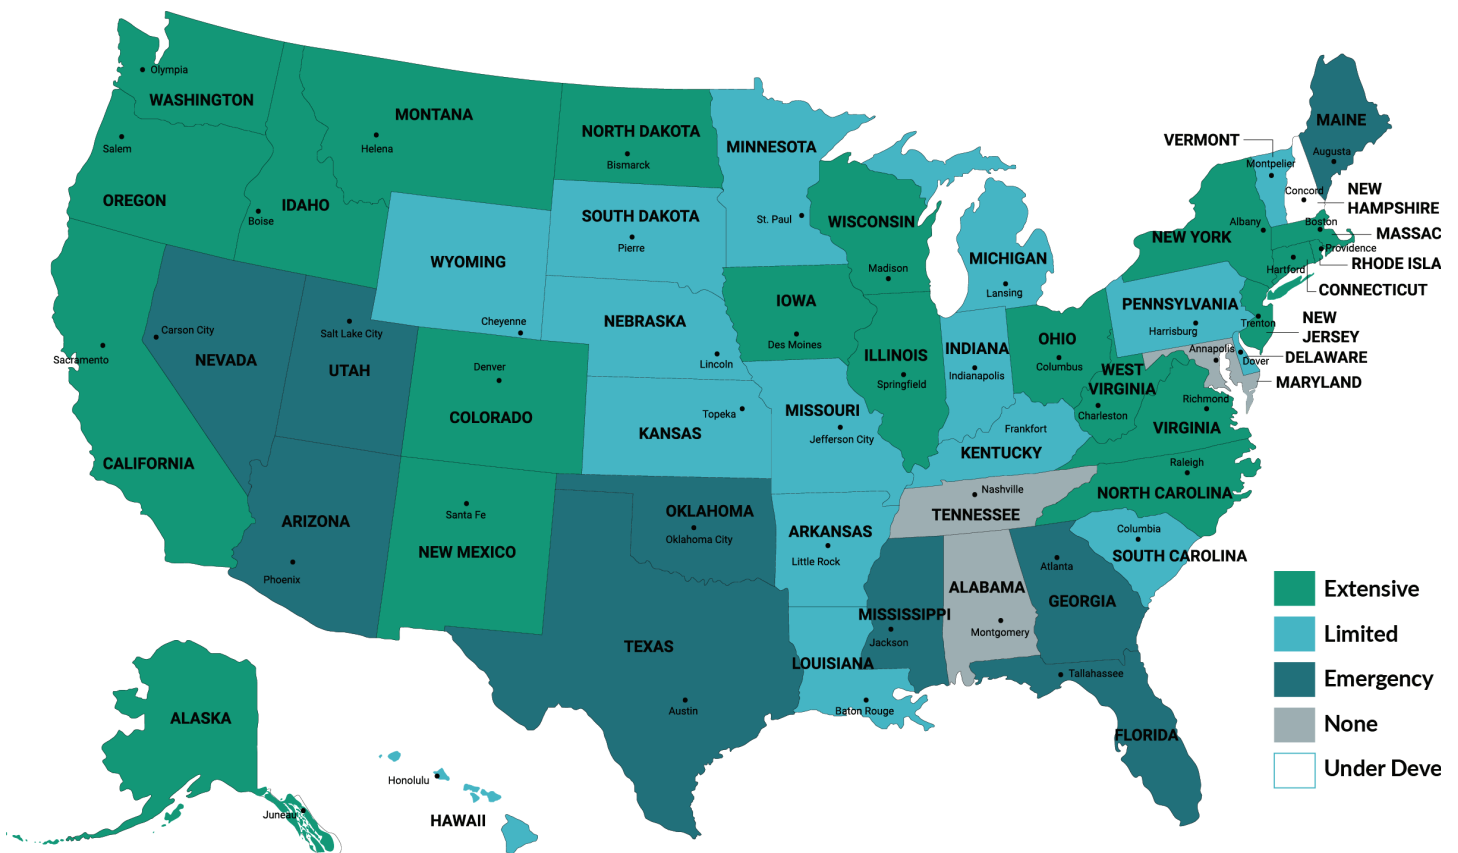 Olympia
WASHINGTON
MONTANA
Helena
NORTH DAKOTA
Bismarck
MINNESOTA
St. Paul
MAINE
Augusta
VERMONT
Montpelier
Concord
NEW
HAMPSHIRE
Salem
OREGON
IDAHO
Boise
SOUTH DAKOTA
Pierre
WISCONSIN
Madison
MICHIGAN
Lansing
NEW YORK
Albany
Boston
MASSAC
Providence
RHODE ISLA
Hartford
CONNECTICUT
WYOMING
Cheyenne
NEBRASKA
Lincoln
IOWA
Des Moines
PENNSYLVANIA
Harrisburg
Trenton
NEW
JERSEY
Annapolis
Dover
DELAWARE
MARYLAND
Carson City
NEVADA
Salt Lake City
UTAH
Sacramento
CALIFORNIA
Denver
COLORADO
Topeka
KANSAS
MISSOURI
Jefferson City
ILLINOIS
Springfield
INDIANA
Indianapolis
OHIO
Columbus
WEST
VIRGINIA
Charleston
Richmond
VIRGINIA
Frankfort
KENTUCKY
Raleigh
NORTH CAROLINA
Nashville
TENNESSEE
ARIZONA
Phoenix
Santa Fe
NEW MEXICO
OKLAHOMA
Oklahoma City
ARKANSAS
Little Rock
Columbia
SOUTH CAROLINA
Atlanta
GEORGIA
ALABAMA
Montgomery
MISSISSIPPI
Jackson
TEXAS
Austin
LOUISIANA
Baton Rouge
Tallahassee
FLORIDA
ALASKA
Juneau
Honolulu
HAWAII
Extensive
Limited
Emergency
None
Under Deve